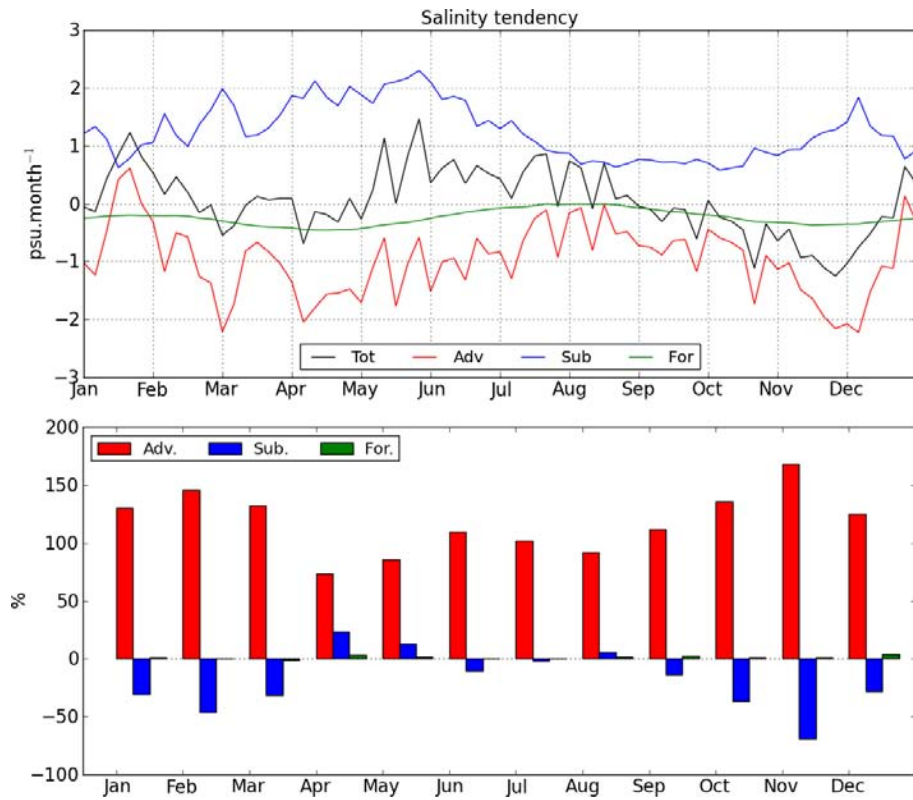 Salinity tendency
3
2
1
0
−1
−2
−3
psu.month⁻¹
Tot Adv Sub For
Jan Feb Mar Apr May Jun Jul Aug Sep Oct Nov Dec
200
150
100
50
0
−50
−100
%
Adv. Sub. For.
Jan Feb Mar Apr May Jun Jul Aug Sep Oct Nov Dec